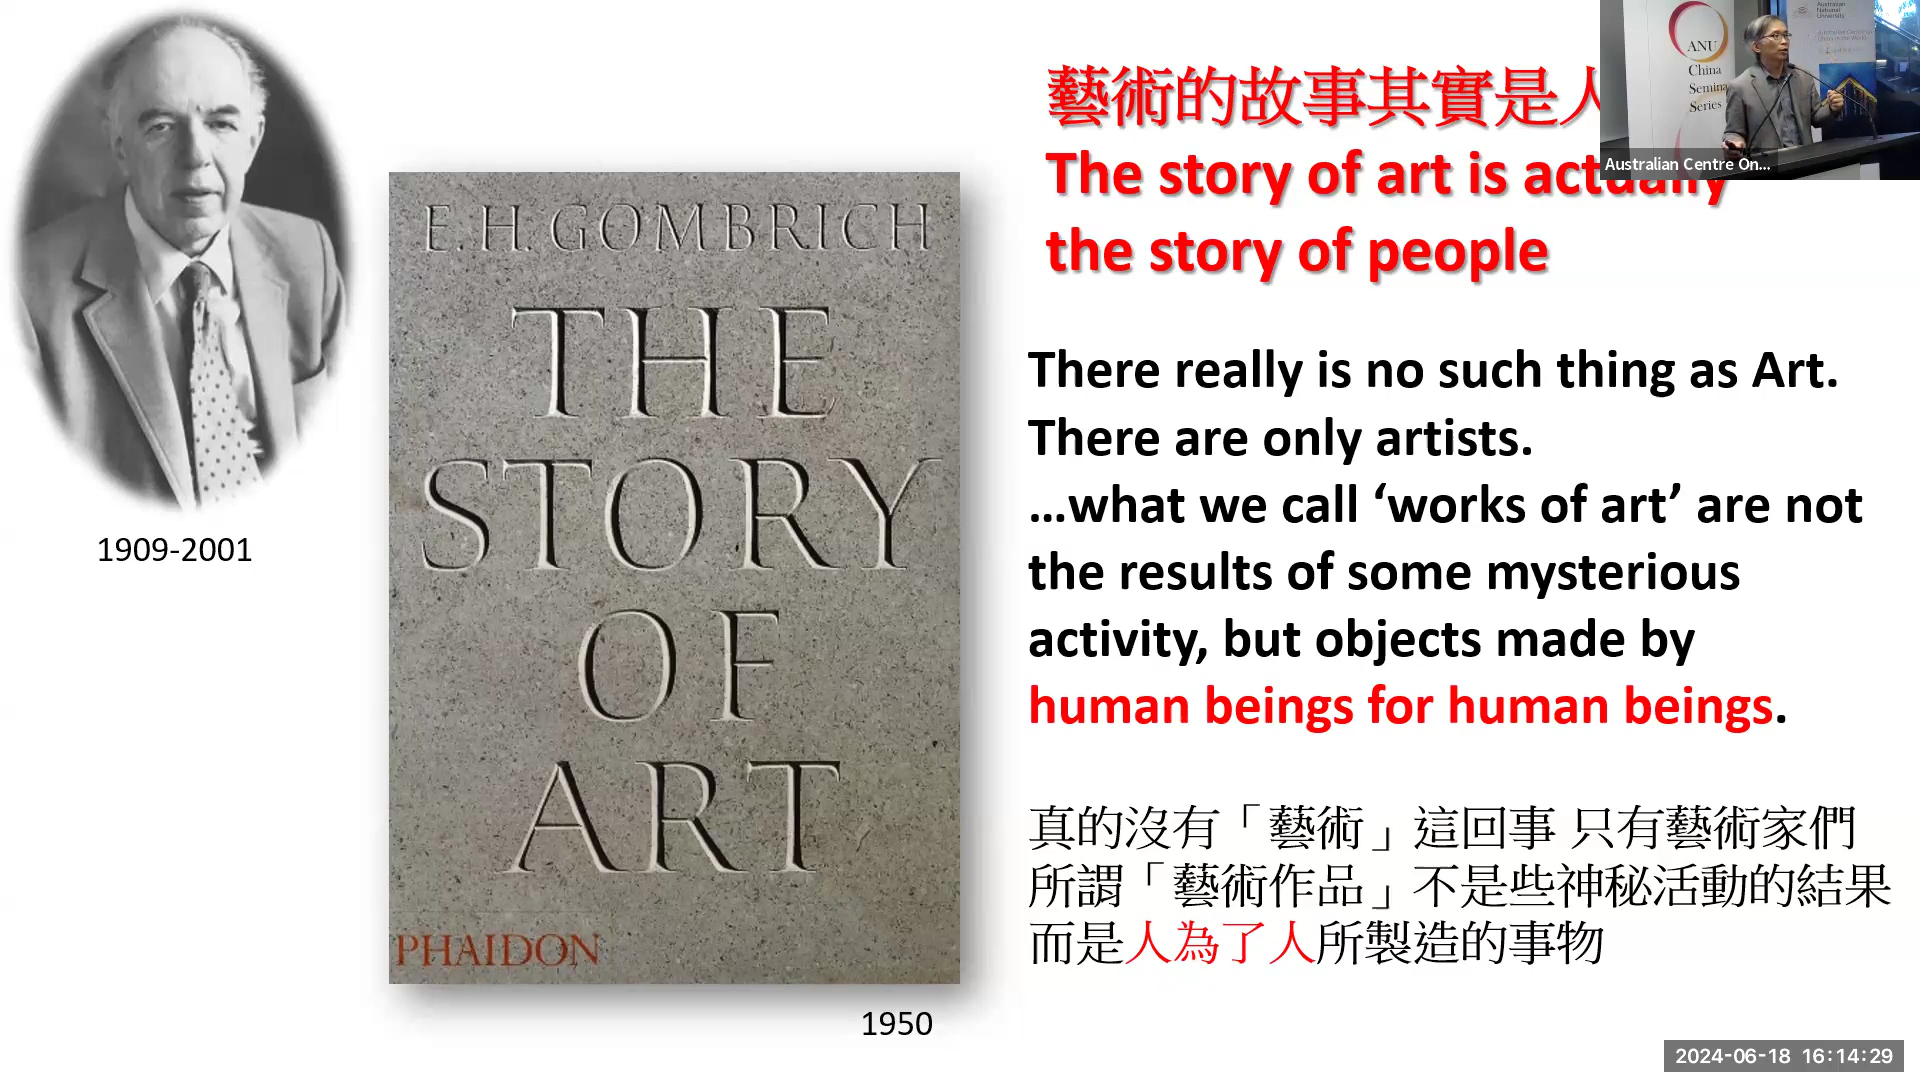 藝術的故事其實是人
The story of art is actually
the story of people
E. H. GOMBRICH
THE
STORY
OF
ART
PHAIDON
1909-2001
1950
There really is no such thing as Art.
There are only artists.
…what we call ‘works of art’ are not
the results of some mysterious
activity, but objects made by
human beings for human beings.
真的沒有「藝術」這回事 只有藝術家們
所謂「藝術作品」不是些神秘活動的結果
而是人為了人所製造的事物
ANU
China
Semina
Series
Australian
National
University
Australian Centre On...
2024-06-18 16:14:29